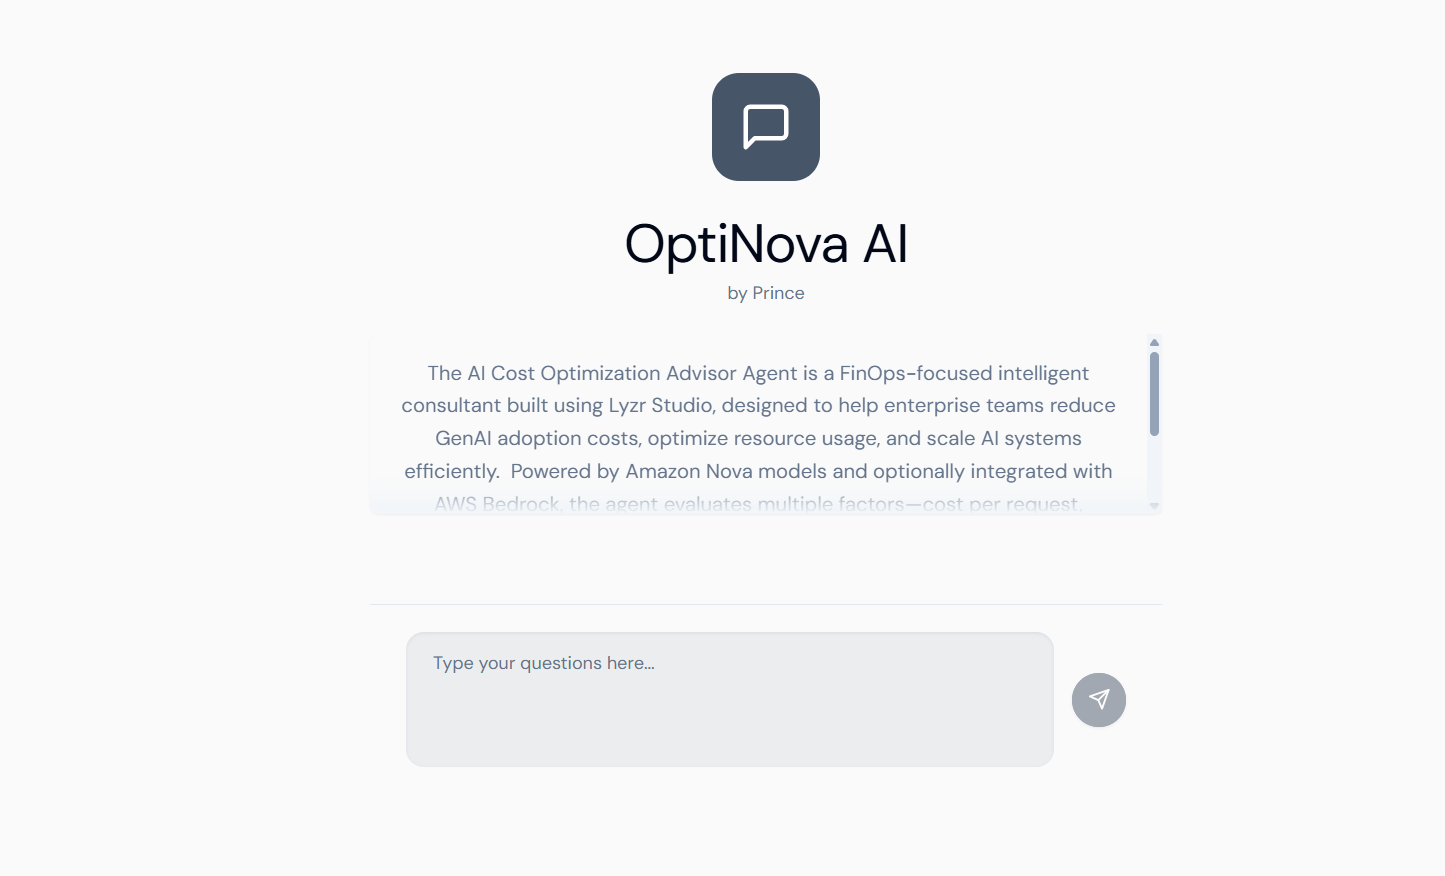 OptiNova AI
by Prince
The AI Cost Optimization Advisor Agent is a FinOps-focused intelligent
consultant built using Lyzr Studio, designed to help enterprise teams reduce
GenAI adoption costs, optimize resource usage, and scale AI systems
efficiently.  Powered by Amazon Nova models and optionally integrated with
AWS Bedrock, the agent evaluates multiple factors—cost per request,
Type your questions here...